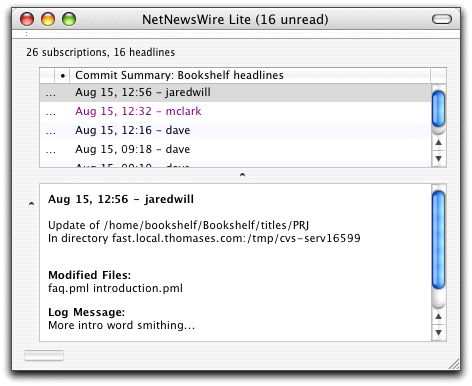 NetNewsWire Lite (16 unread)
26 subscriptions, 16 headlines
• Commit Summary: Bookshelf headlines
... Aug 15, 12:56 – jaredwill
... Aug 15, 12:32 – mclark
... Aug 15, 12:16 – dave
... Aug 15, 09:18 – dave
Aug 15, 12:56 – jaredwill
Update of /home/bookshelf/Bookshelf/titles/PRJ
In directory fast.local.thomases.com:/tmp/cvs-serv16599
Modified Files:
faq.pml introduction.pml
Log Message:
More intro word smithing...